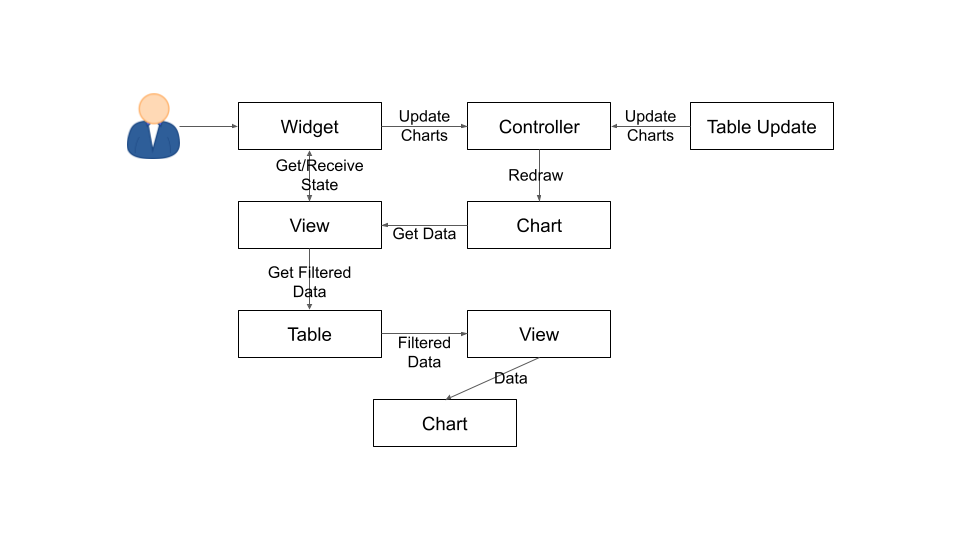 Widget
Update
Charts
Controller
Update
Charts
Table Update
Get/Receive
State
Redraw
View
Get Data
Chart
Get Filtered
Data
Table
Filtered
Data
View
Data
Chart